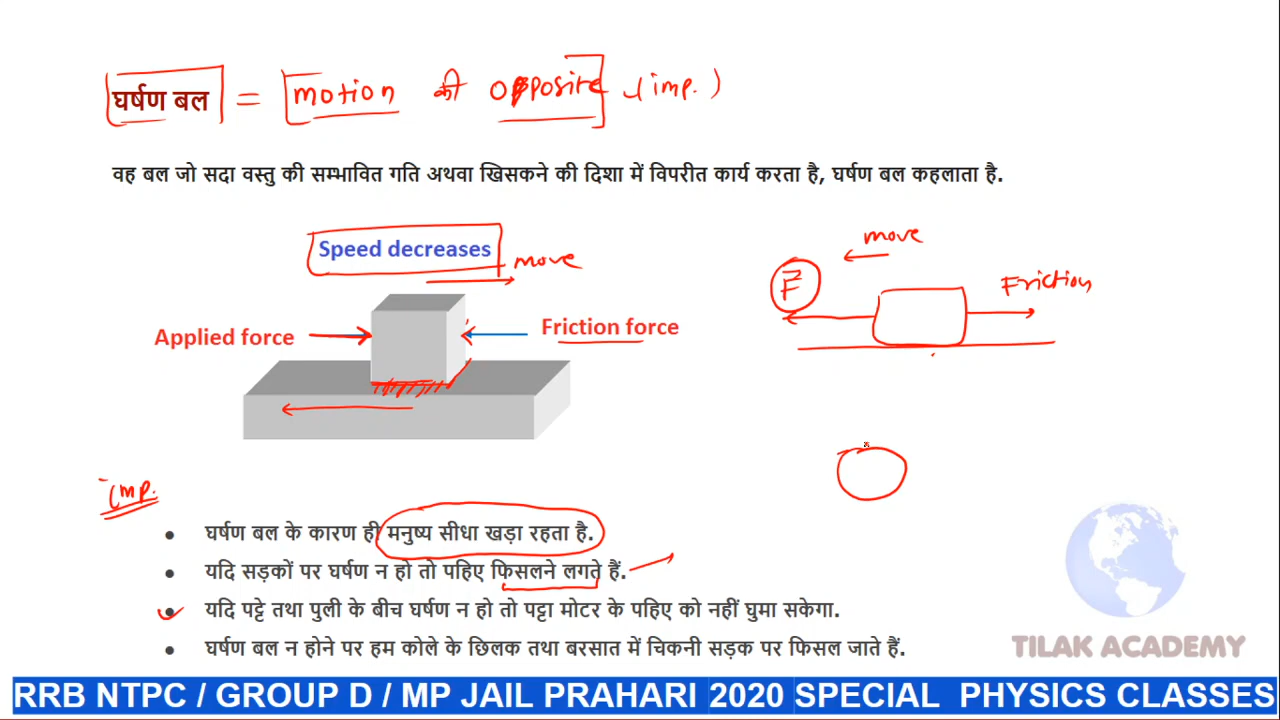 घर्षण बल = motion की opposite (imp.)
वह बल जो सदा वस्तु की सम्भावित गति अथवा खिसकने की दिशा में विपरीत कार्य करता है, घर्षण बल कहलाता है.
Speed decreases
move
Applied force
Friction force
move
F
Friction
imp.
• घर्षण बल के कारण ही मनुष्य सीधा खड़ा रहता है.
• यदि सड़कों पर घर्षण न हो तो पहिए फिसलने लगते हैं.
• यदि पट्टे तथा पुली के बीच घर्षण न हो तो पट्टा मोटर के पहिए को नहीं घुमा सकेगा.
• घर्षण बल न होने पर हम कोले के छिलक तथा बरसात में चिकनी सड़क पर फिसल जाते हैं.
TILAK ACADEMY
RRB NTPC / GROUP D / MP JAIL PRAHARI 2020 SPECIAL PHYSICS CLASSES